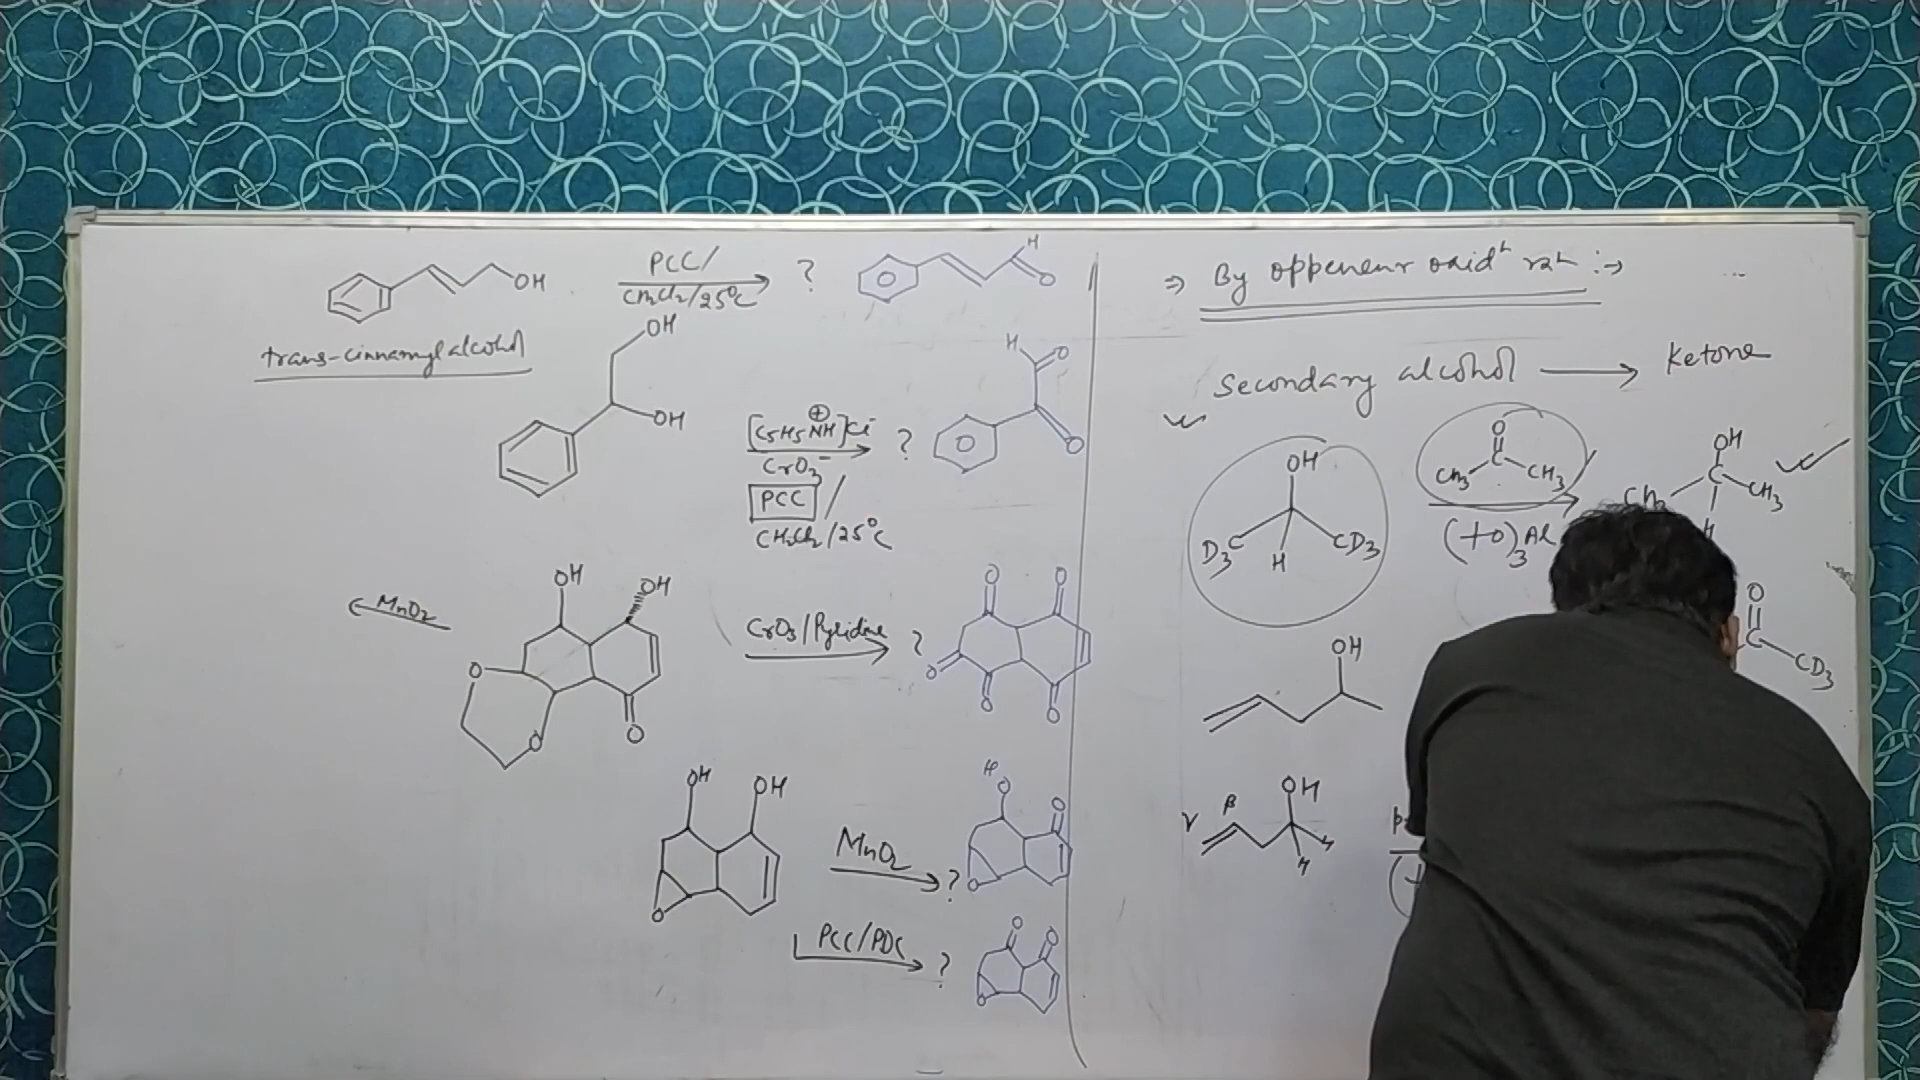 OH
PCC/
CH2Cl2/25°C
?
H
O
trans-cinnamyl alcohol
OH
OH
[C5H5NH]Cl-
⊕
CrO3-
PCC /
CH2Cl2/25°C
?
H
O
O
MnO2
OH
OH
O
O
O
CrO3/Pyridine
?
O
O
O
O
O
OH
OH
O
MnO2
?
H
O
O
O
PCC/PDC
?
O
O
O
⇒ By oppeneur oxidn rxn :→
Secondary alcohol → Ketone
OH
D3C
H
CD3
O
CH3 C CH3
(+O)3Al
OH
C
CH3
O
C
CD3
OH
OH
γ
β